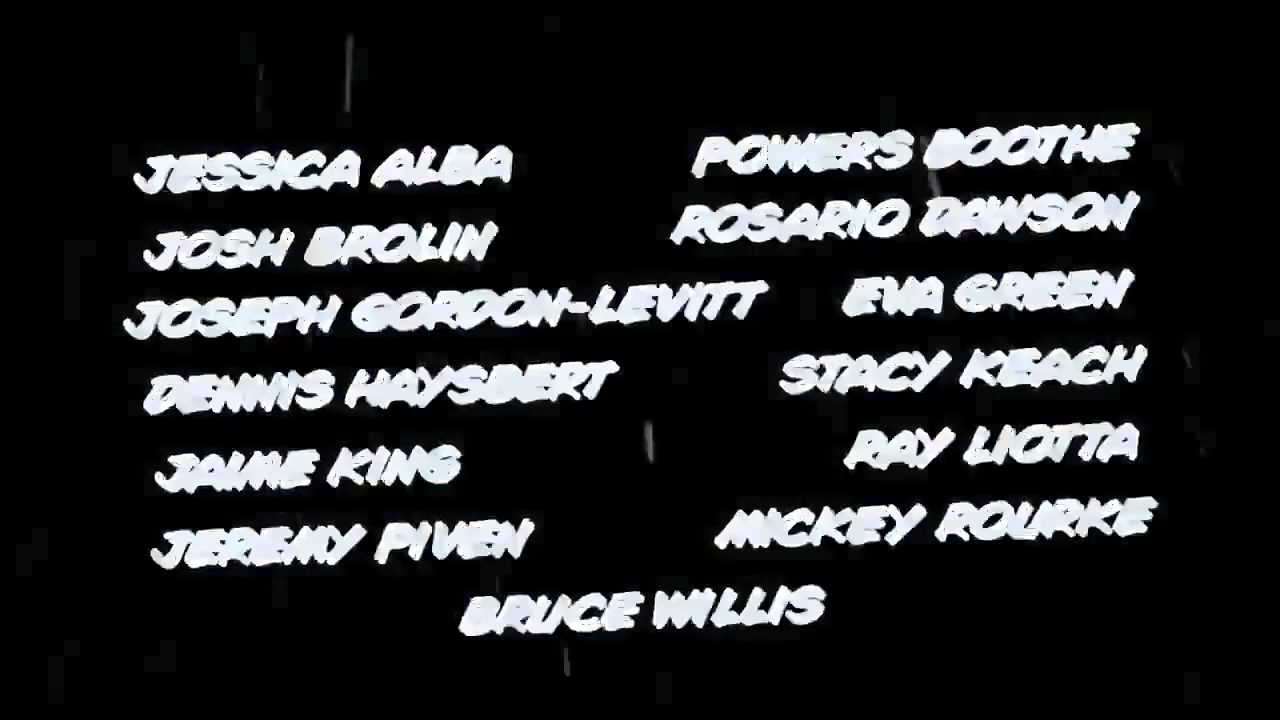 JESSICA ALBA POWERS BOOTHE
JOSH BROLIN ROSARIO DAWSON
JOSEPH GORDON-LEVITT EVA GREEN
DENNIS HAYSBERT STACY KEACH
JAIME KING RAY LIOTTA
JEREMY PIVEN MICKEY ROURKE
BRUCE WILLIS